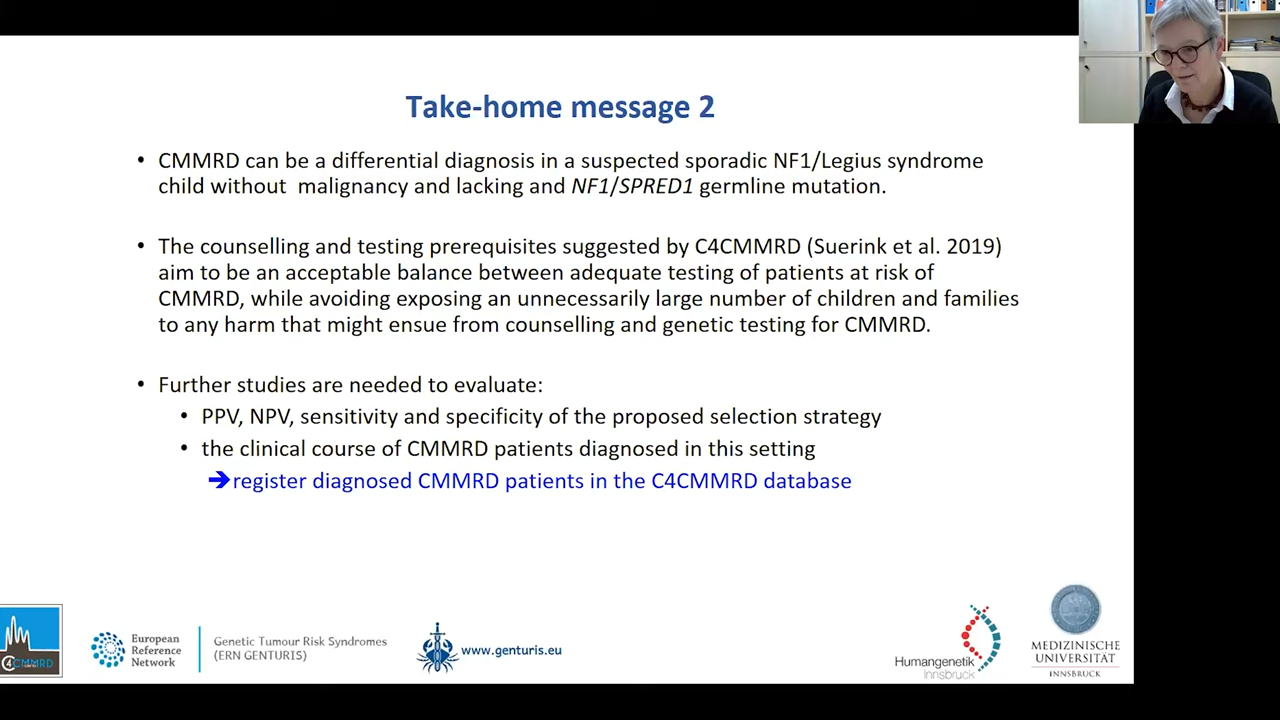 Take-home message 2
• CMMRD can be a differential diagnosis in a suspected sporadic NF1/Legius syndrome
child without  malignancy and lacking and NF1/SPRED1 germline mutation.
• The counselling and testing prerequisites suggested by C4CMMRD (Suerink et al. 2019)
aim to be an acceptable balance between adequate testing of patients at risk of
CMMRD, while avoiding exposing an unnecessarily large number of children and families
to any harm that might ensue from counselling and genetic testing for CMMRD.
• Further studies are needed to evaluate:
• PPV, NPV, sensitivity and specificity of the proposed selection strategy
• the clinical course of CMMRD patients diagnosed in this setting
➔register diagnosed CMMRD patients in the C4CMMRD database
C4CMMRD
European
Reference
Network
Genetic Tumour Risk Syndromes
(ERN GENTURIS)
www.genturis.eu
Humangenetik
Innsbruck
MEDIZINISCHE
UNIVERSITÄT
INNSBRUCK